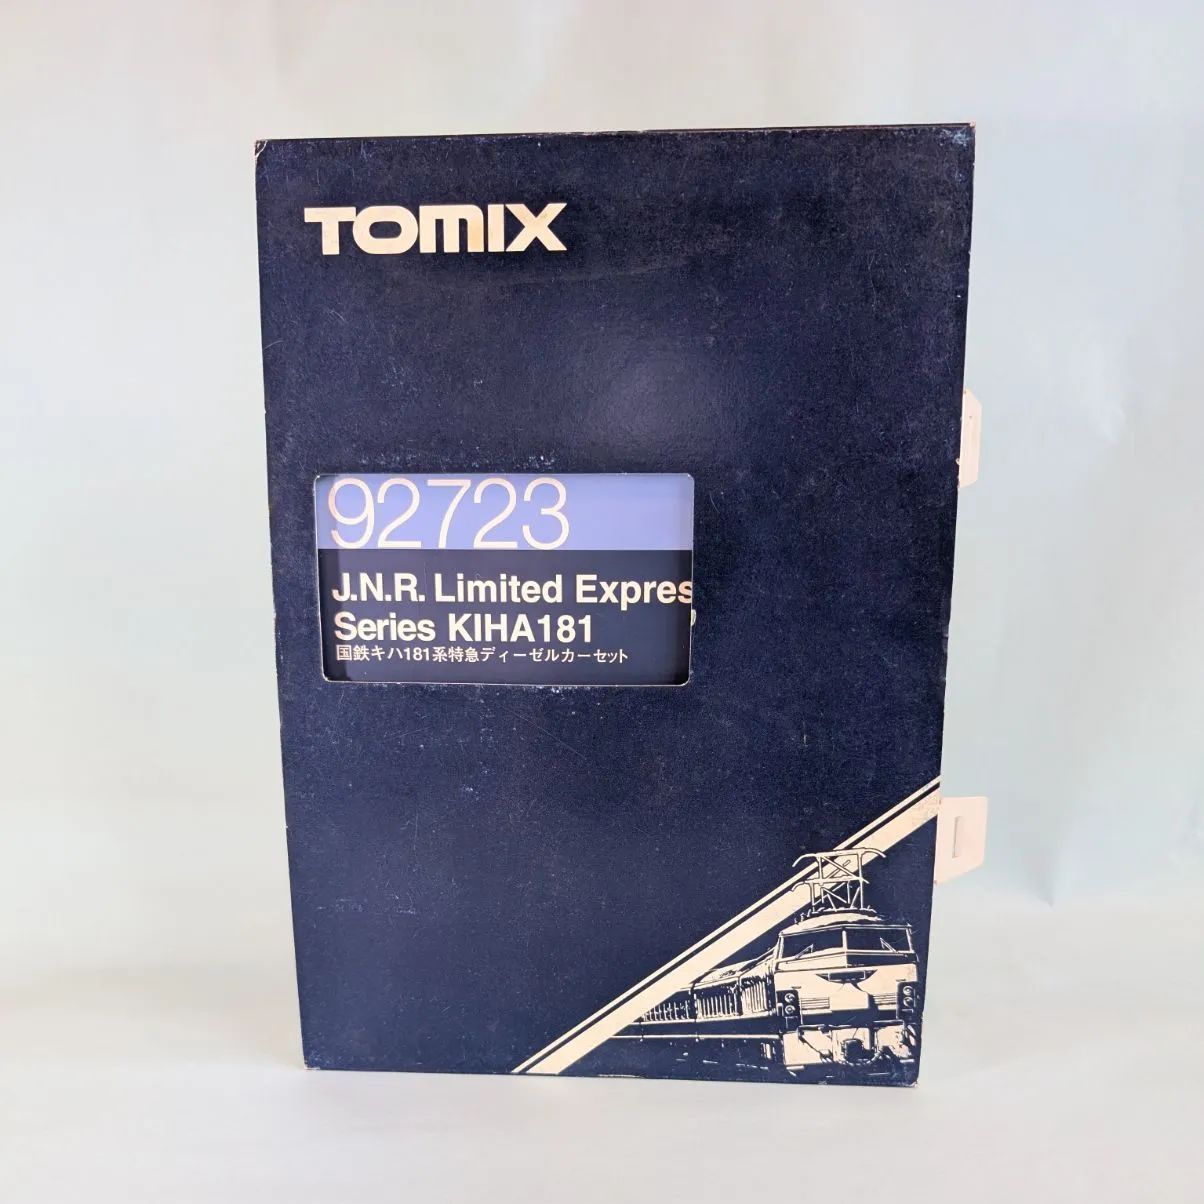 TOMIX
92723
J.N.R. Limited Expres
Series KIHA181
国鉄キハ181系特急ディーゼルカーセット